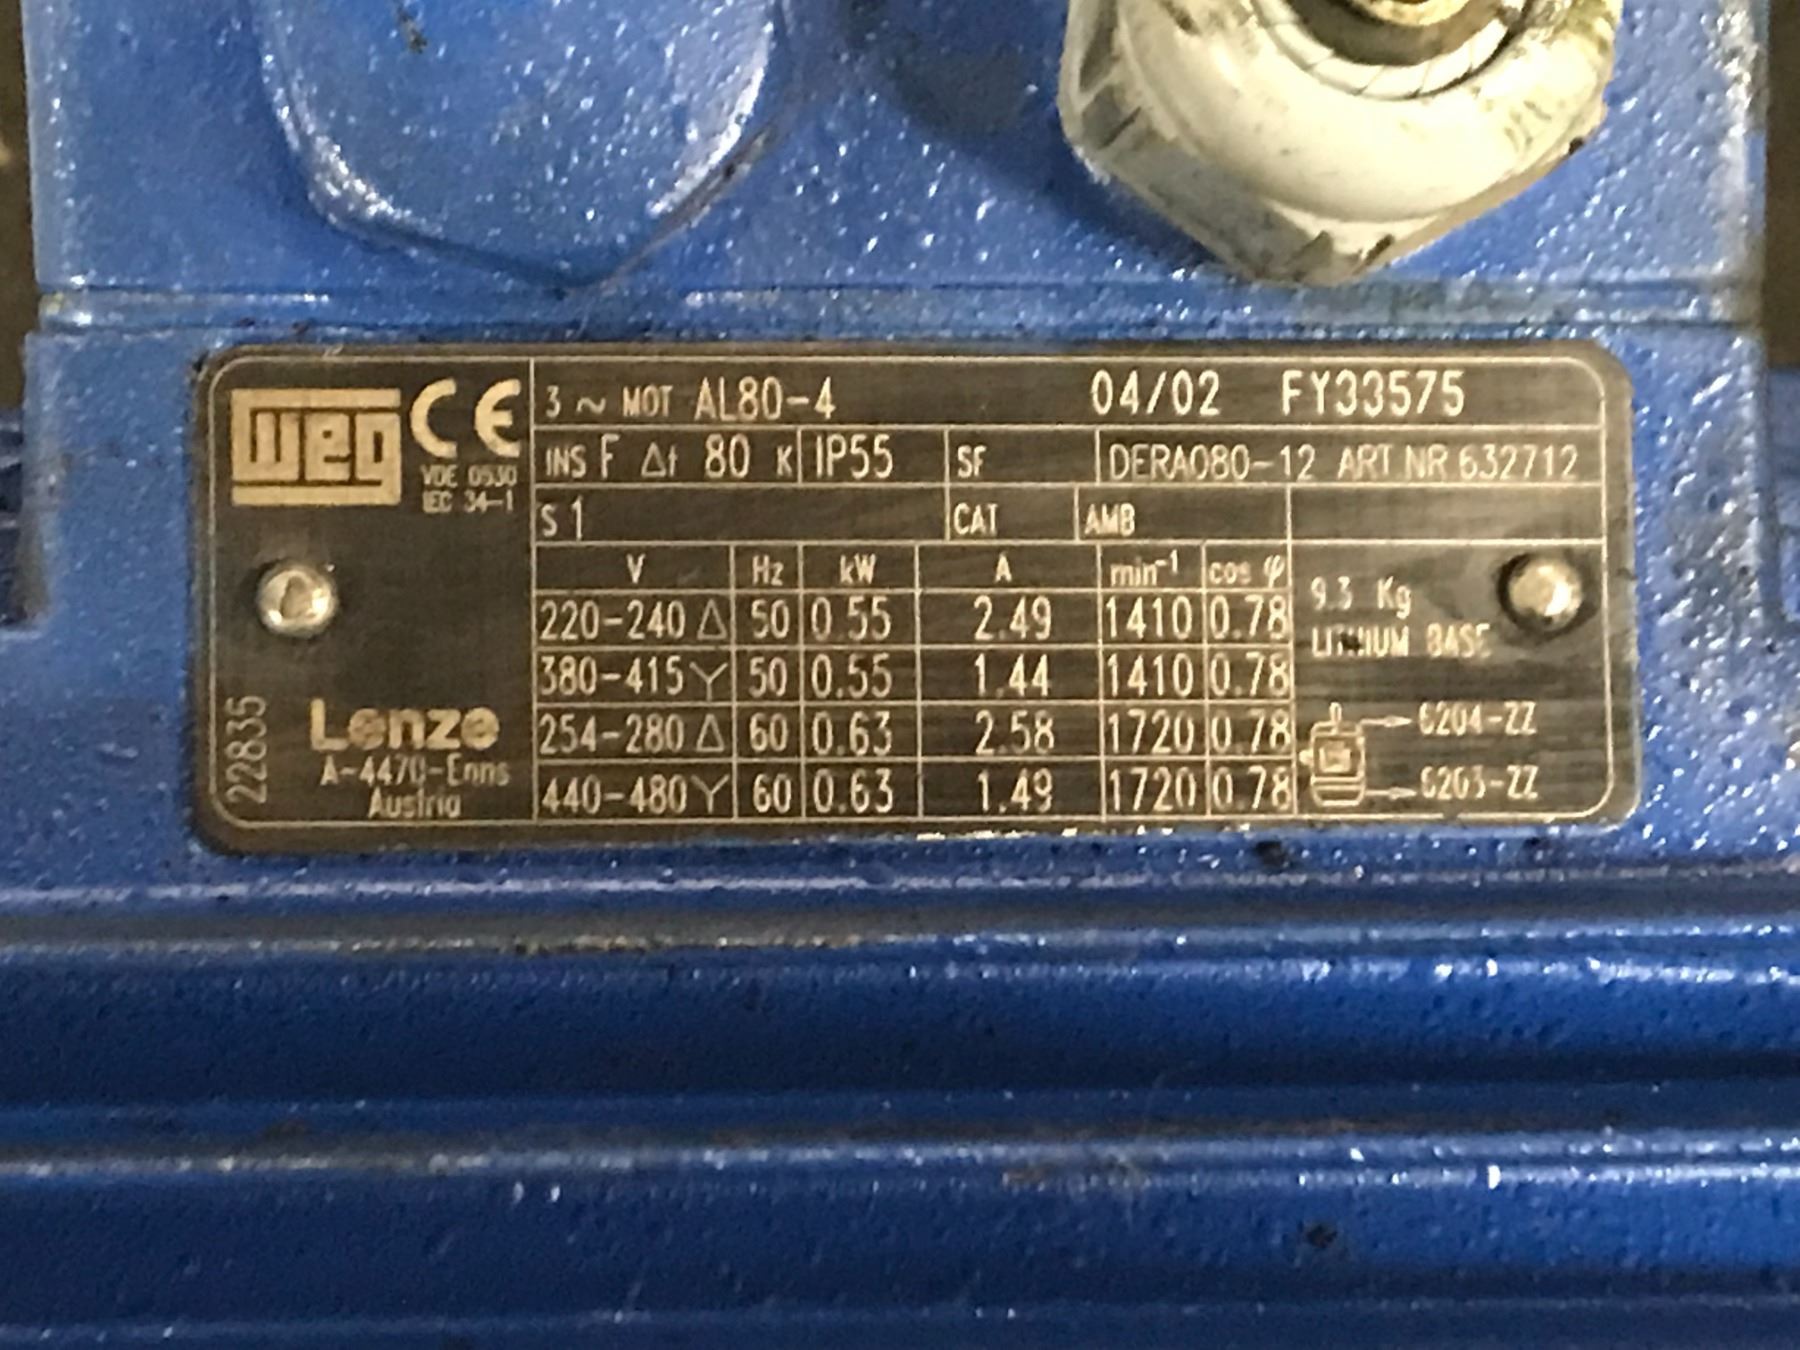 WEG CE
VDE 0530
IEC 34-1
3 ~ MOT AL80-4 04/02 FY33575
INS F Δt 80 K IP55 SF DERA080-12 ART.NR 632712
S 1 CAT AMB
V Hz kW A min⁻¹ cos φ
220-240 Δ 50 0.55 2.49 1410 0.78
380-415 Y 50 0.55 1.44 1410 0.78
254-280 Δ 60 0.63 2.58 1720 0.78
440-480 Y 60 0.63 1.49 1720 0.78
9.3 Kg
LITHIUM BASE
6204-ZZ
6203-ZZ
22835
Lenze
A-4470-Enns
Austria